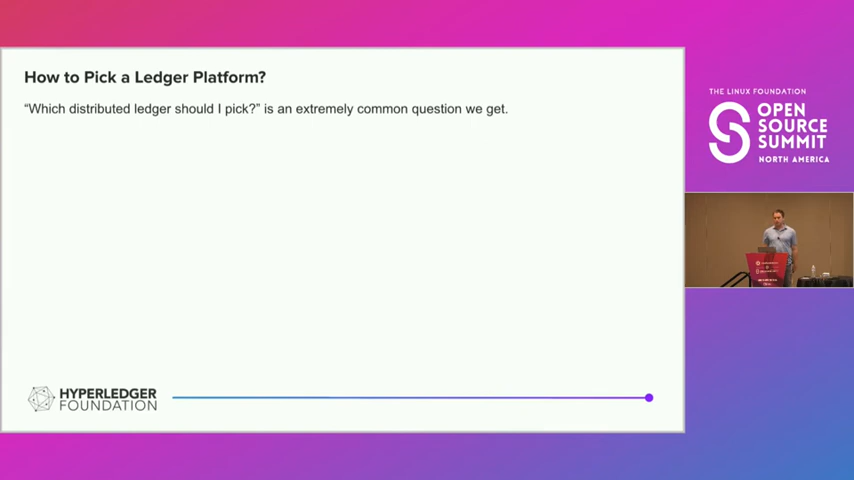 How to Pick a Ledger Platform?
“Which distributed ledger should I pick?” is an extremely common question we get.
HYPERLEDGER
FOUNDATION
THE LINUX FOUNDATION
OPEN
SOURCE
SUMMIT
NORTH AMERICA